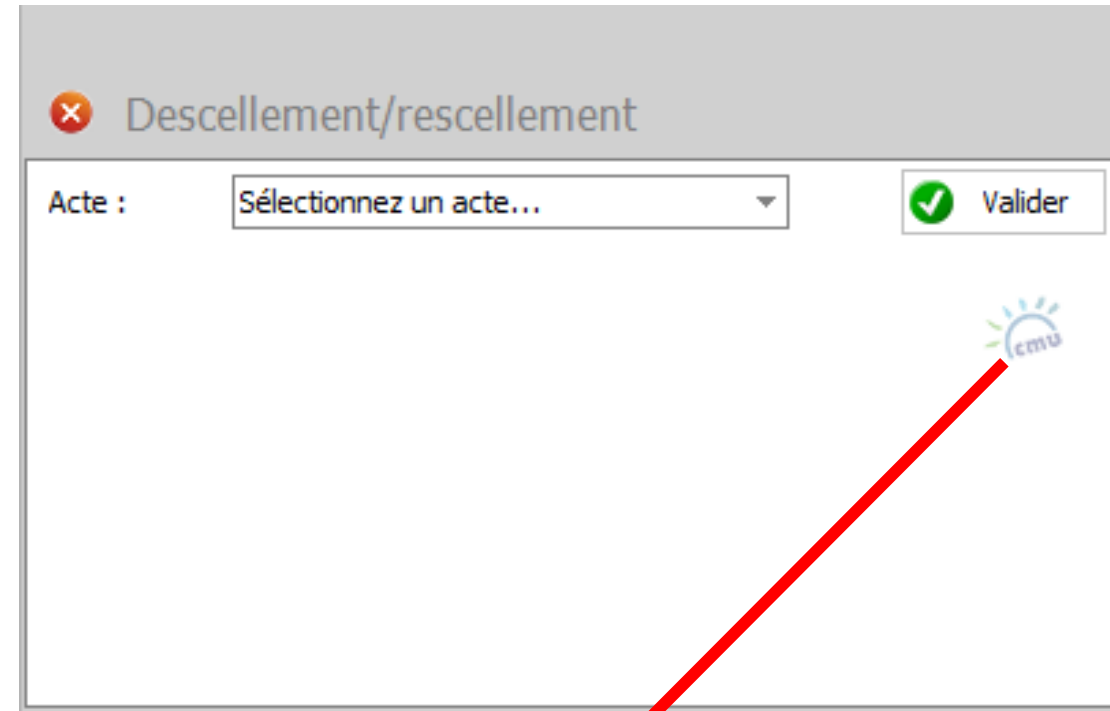 Descellement/rescellement
Acte : Sélectionnez un acte... Valider
cmu